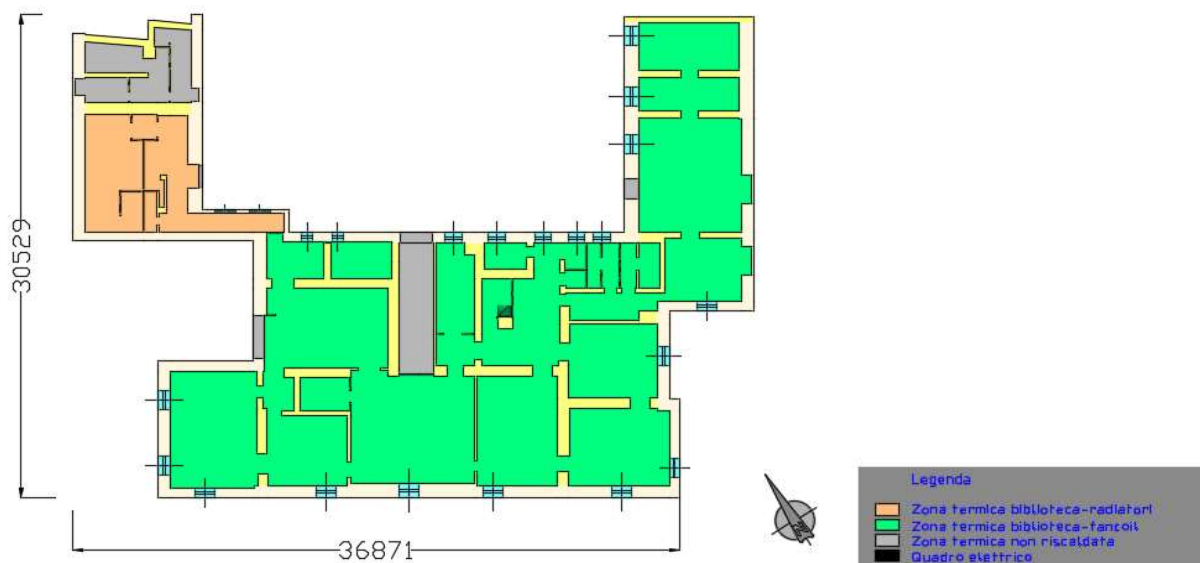 30529
36871
Legenda
Zona termica biblioteca-radiatori
Zona termica biblioteca-fancoil
Zona termica non riscaldata
Quadro elettrico